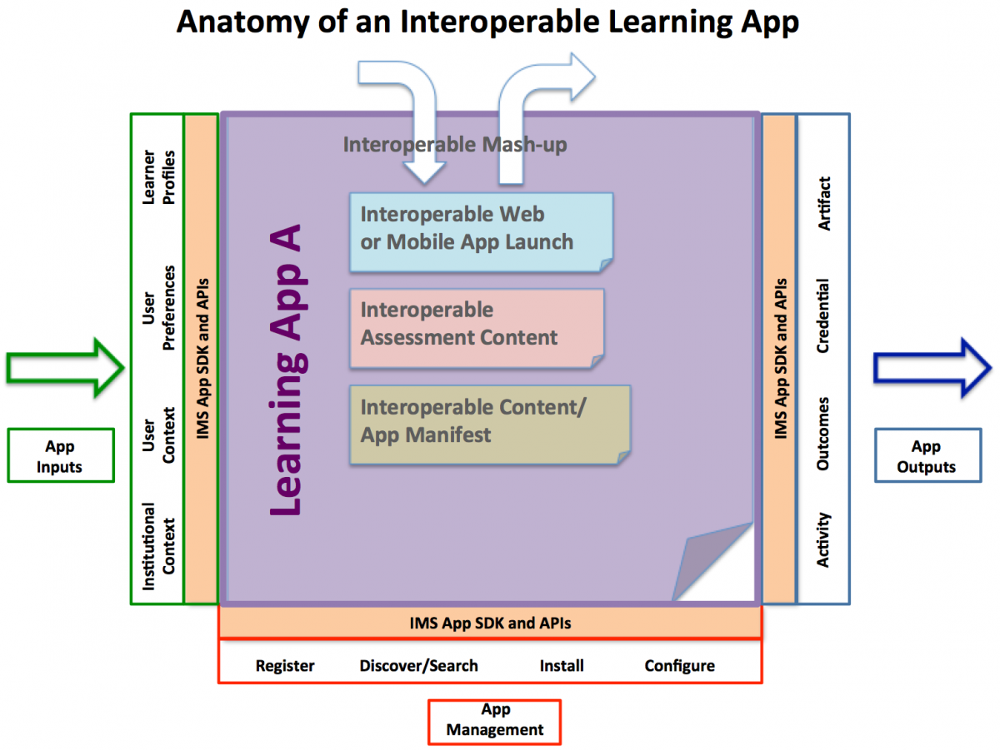 Anatomy of an Interoperable Learning App
App
Inputs
Learner
Profiles
User
Preferences
User
Context
Institutional
Context
IMS App SDK and APIs
Learning App A
Interoperable Mash-up
Interoperable Web
or Mobile App Launch
Interoperable
Assessment Content
Interoperable Content/
App Manifest
IMS App SDK and APIs
Artifact
Credential
Outcomes
Activity
App
Outputs
IMS App SDK and APIs
Register Discover/Search Install Configure
App
Management